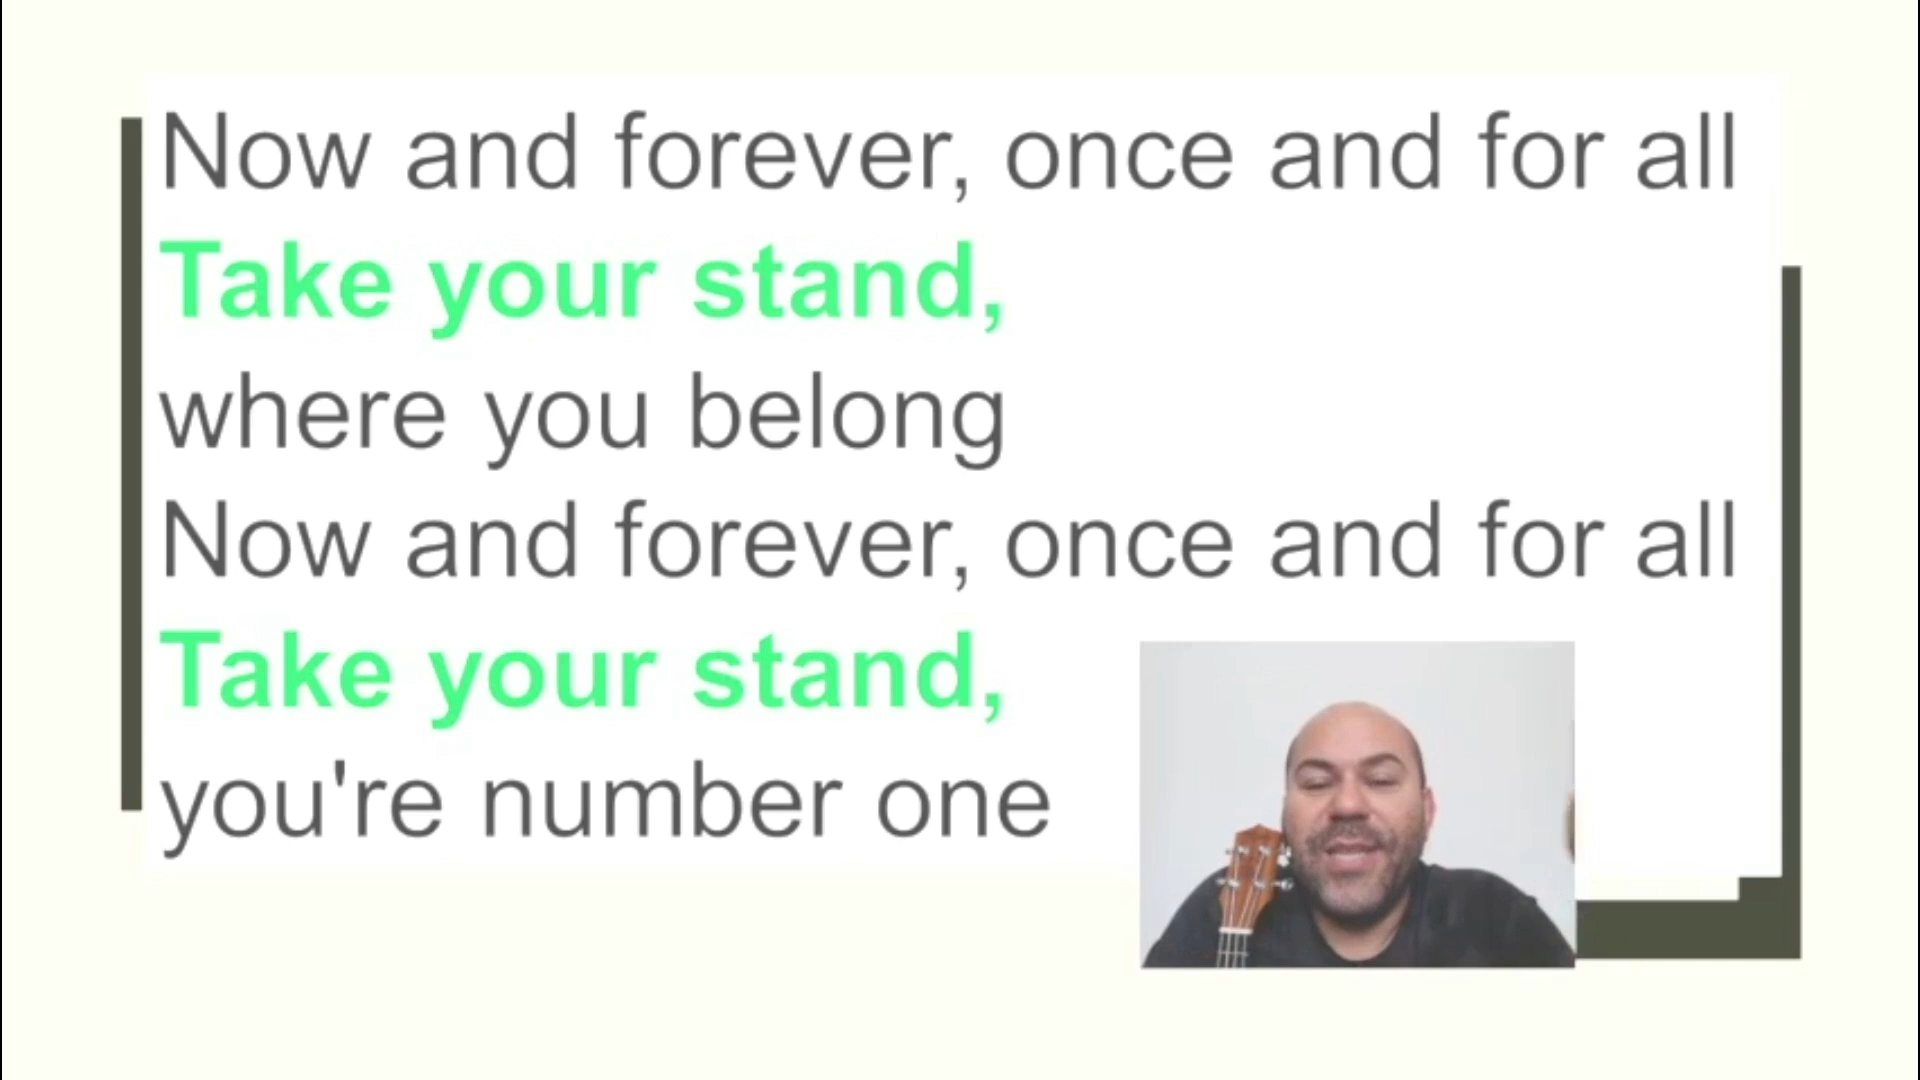 Now and forever, once and for all
Take your stand,
where you belong
Now and forever, once and for all
Take your stand,
you're number one